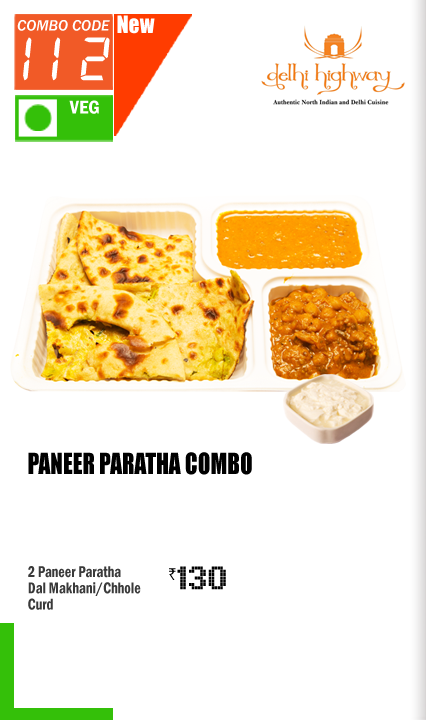 COMBO CODE
112
New
VEG
delhi highway
Authentic North Indian and Delhi Cuisine
PANEER PARATHA COMBO
2 Paneer Paratha
Dal Makhani/Chhole
Curd
₹130